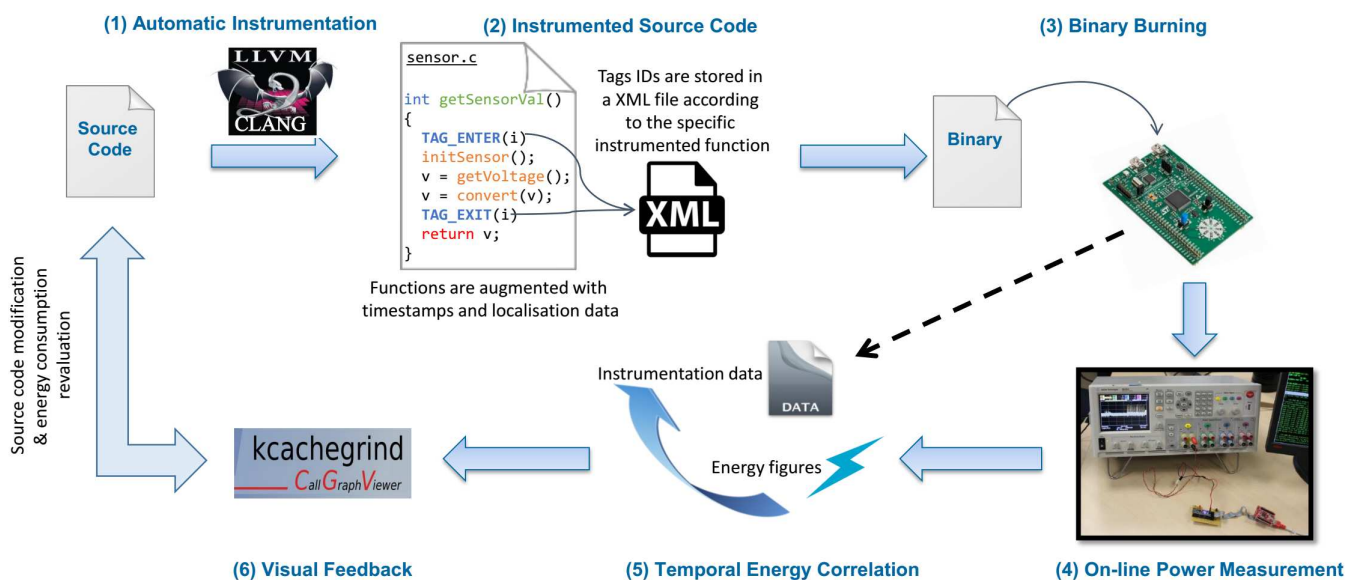 (1) Automatic Instrumentation
(2) Instrumented Source Code
(3) Binary Burning
LLVM
CLANG
Source
Code
sensor.c
int getSensorVal()
{
TAG_ENTER(i)
initSensor();
v = getVoltage();
v = convert(v);
TAG_EXIT(i)
return v;
}
Tags IDs are stored in
a XML file according
to the specific
instrumented function
XML
Functions are augmented with
timestamps and localisation data
Binary
Source code modification
& energy consumption
revaluation
Instrumentation data
DATA
Energy figures
kcachegrind
CallGraphViewer
(6) Visual Feedback
(5) Temporal Energy Correlation
(4) On-line Power Measurement